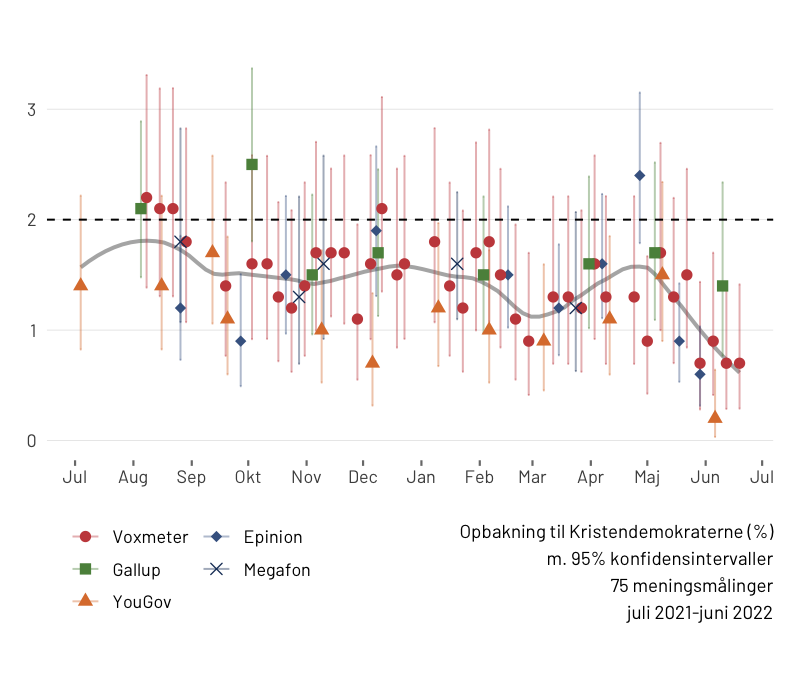 3
2
1
0
Jul Aug Sep Okt Nov Dec Jan Feb Mar Apr Maj Jun Jul
Voxmeter Epinion
Gallup Megafon
YouGov
Opbakning til Kristendemokraterne (%)
m. 95% konfidensintervaller
75 meningsmålinger
juli 2021-juni 2022